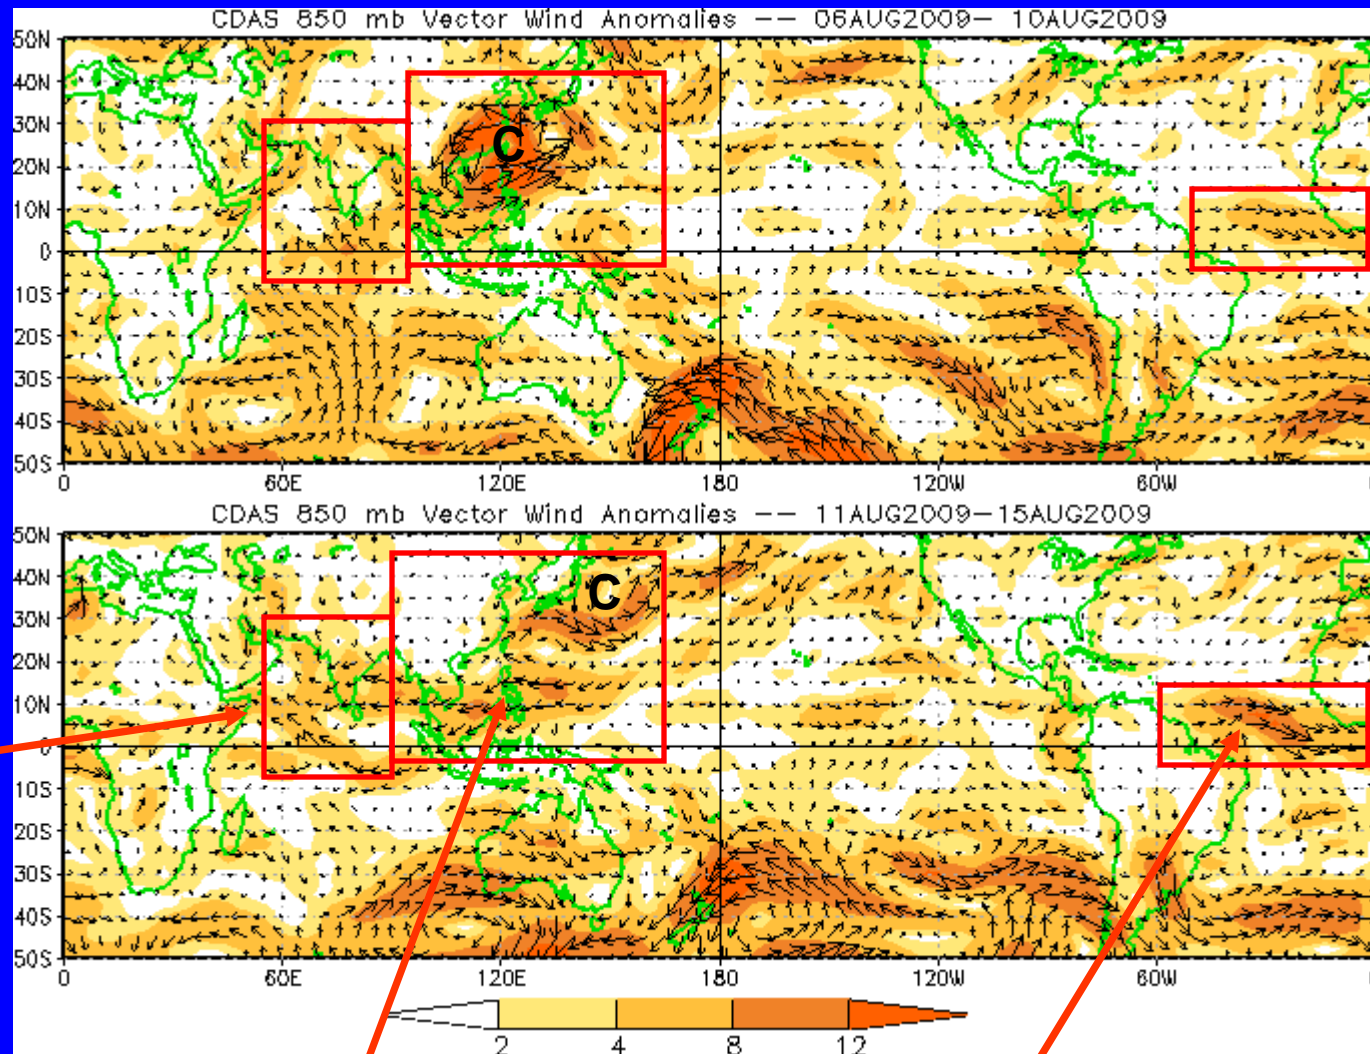 CDAS 850 mb Vector Wind Anomalies -- 06AUG2009- 10AUG2009
50N
40N
30N
20N
10N
0
10S
20S
30S
40S
50S
C
0 60E 120E 180 120W 60W
CDAS 850 mb Vector Wind Anomalies -- 11AUG2009-15AUG2009
50N
40N
30N
20N
10N
0
10S
20S
30S
40S
50S
C
0 60E 120E 180 120W 60W
2 4 8 12